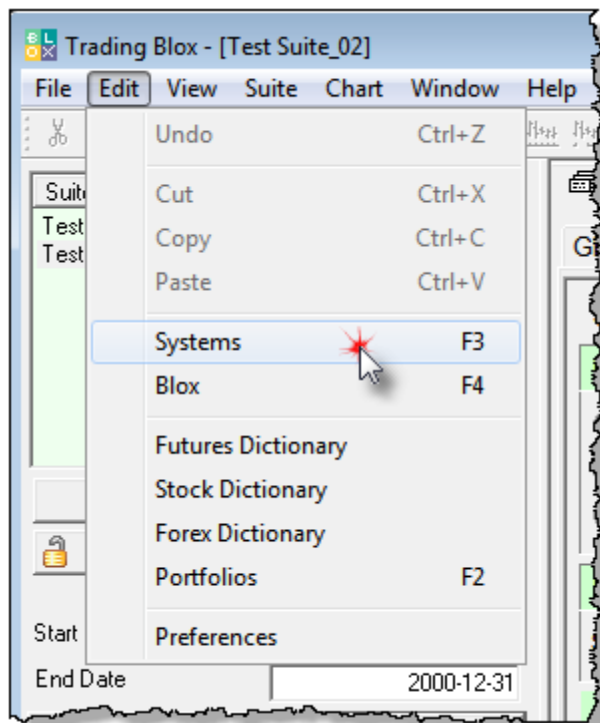 Trading Blox - [Test Suite_02]
File Edit View Suite Chart Window Help
Undo Ctrl+Z
Cut Ctrl+X
Copy Ctrl+C
Paste Ctrl+V
Systems F3
Blox F4
Futures Dictionary
Stock Dictionary
Forex Dictionary
Portfolios F2
Preferences
Test
Test
Start
End Date 2000-12-31